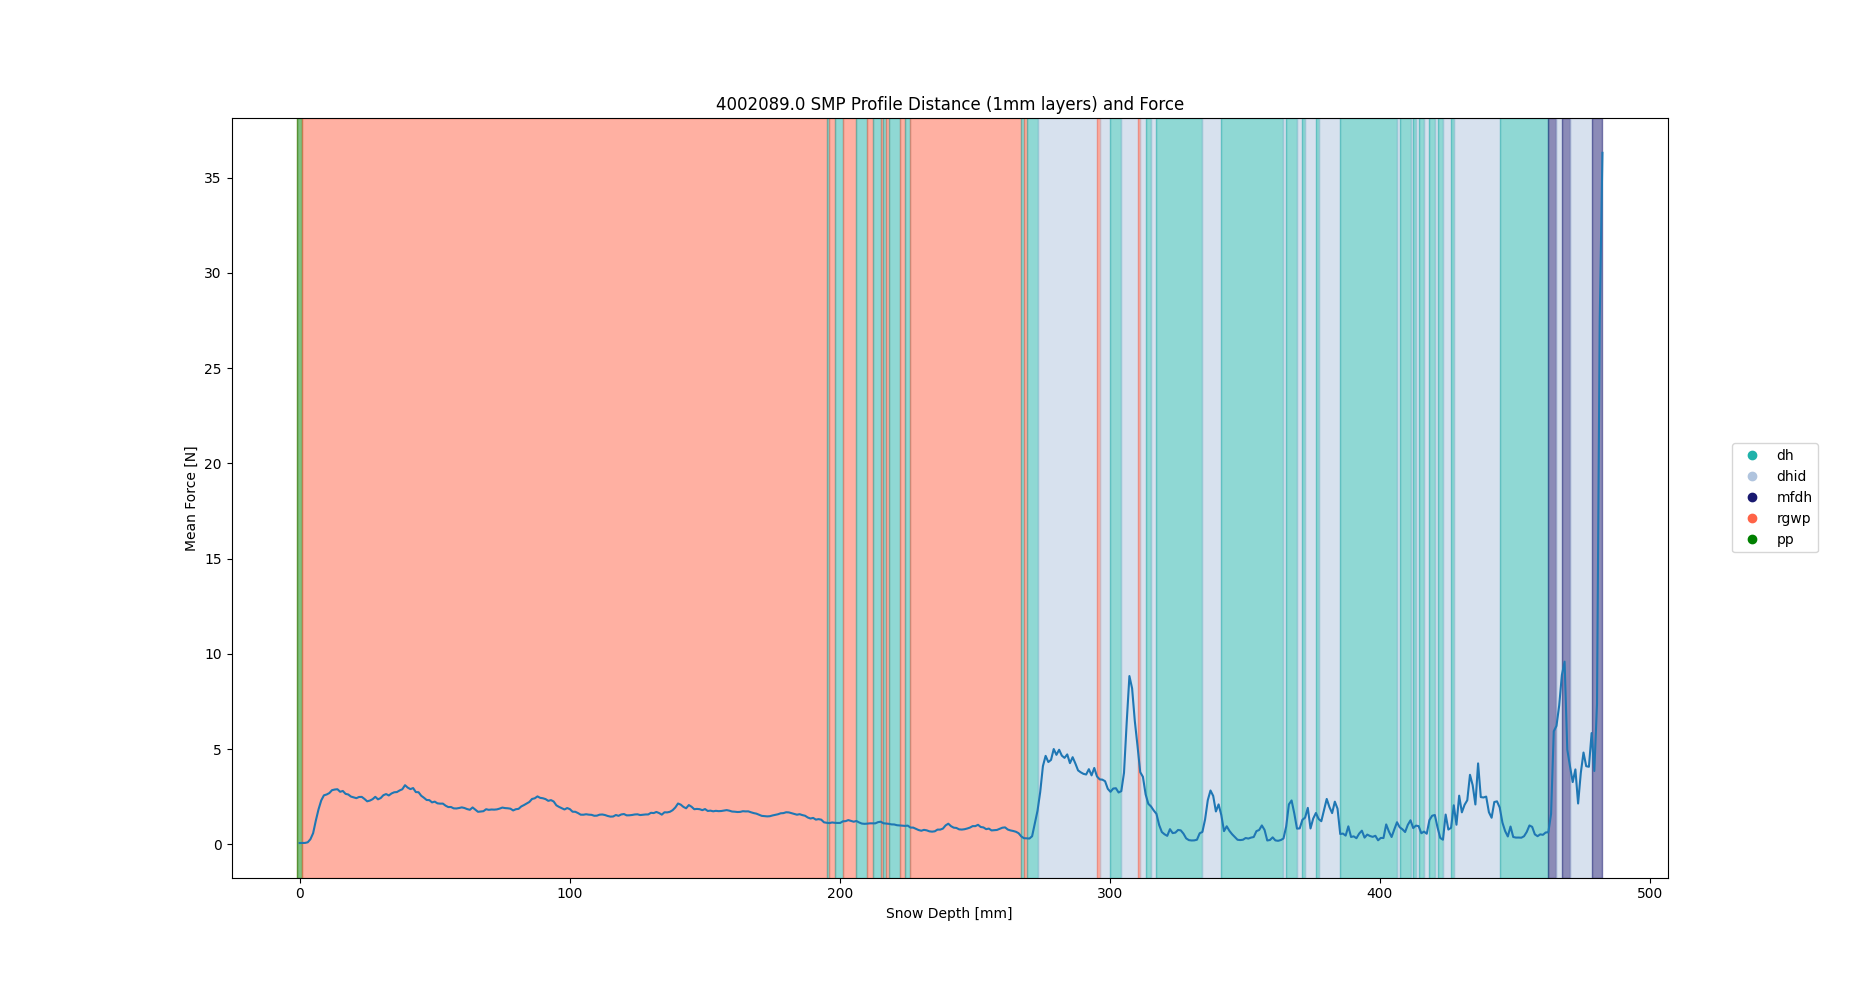 4002089.0 SMP Profile Distance (1mm layers) and Force
Mean Force [N]
35
30
25
20
15
10
5
0
0 100 200 300 400 500
Snow Depth [mm]
dh
dhid
mfdh
rgwp
pp